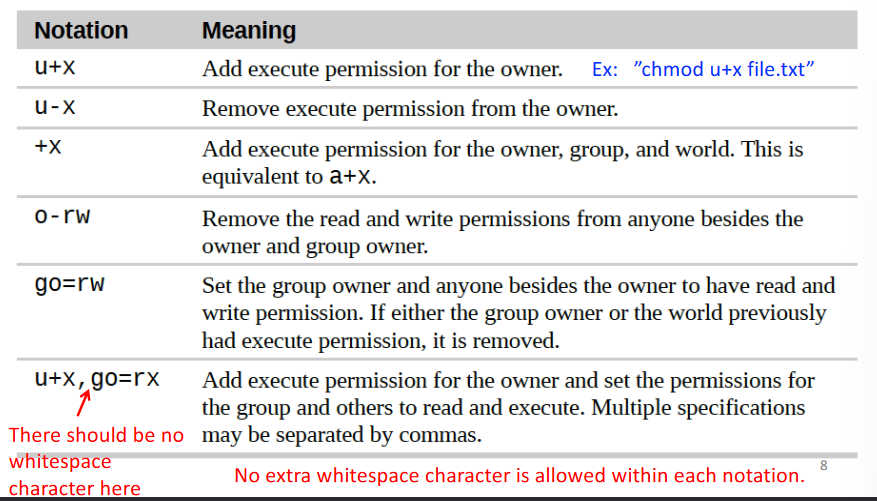 Notation Meaning
u+x Add execute permission for the owner. Ex: ”chmod u+x file.txt”
u-x Remove execute permission from the owner.
+x Add execute permission for the owner, group, and world. This is
equivalent to a+x.
o-rw Remove the read and write permissions from anyone besides the
owner and group owner.
go=rw Set the group owner and anyone besides the owner to have read and
write permission. If either the group owner or the world previously
had execute permission, it is removed.
u+x,go=rx Add execute permission for the owner and set the permissions for
the group and others to read and execute. Multiple specifications
may be separated by commas.
There should be no
whitespace
character here
No extra whitespace character is allowed within each notation.
8